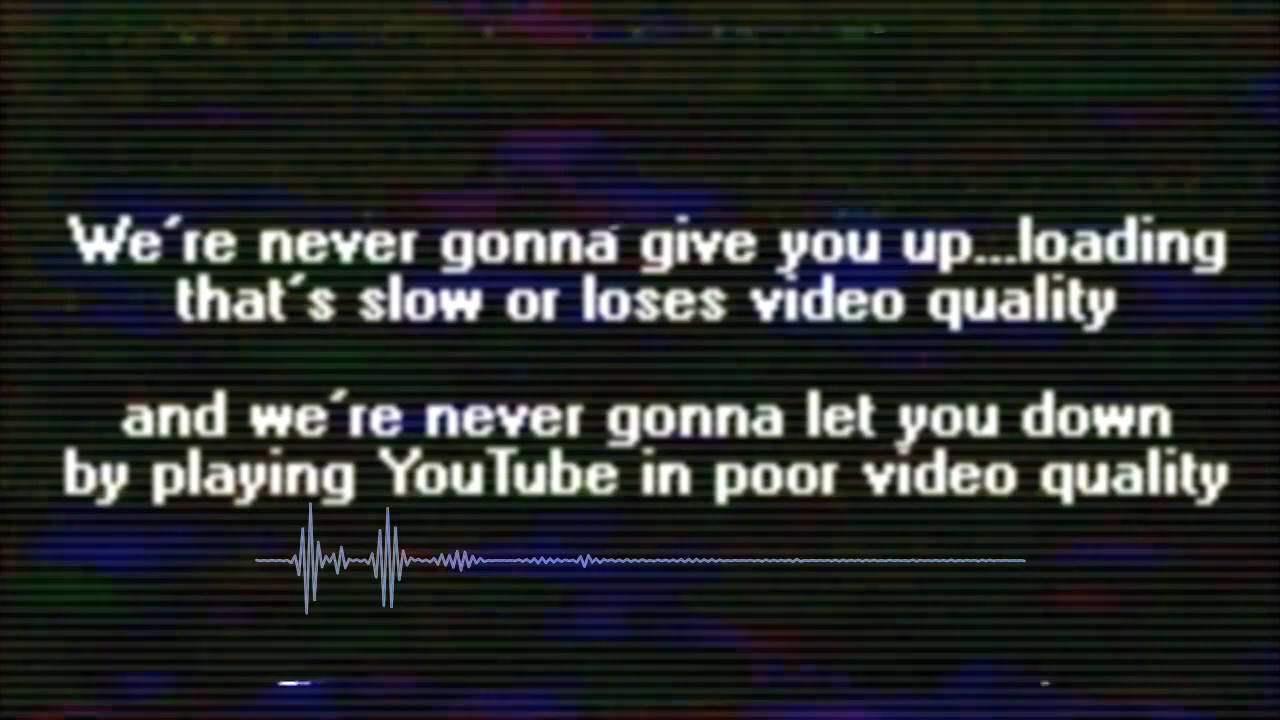 We´re never gonna give you up...loading
that´s slow or loses video quality
and we´re never gonna let you down
by playing YouTube in poor video quality